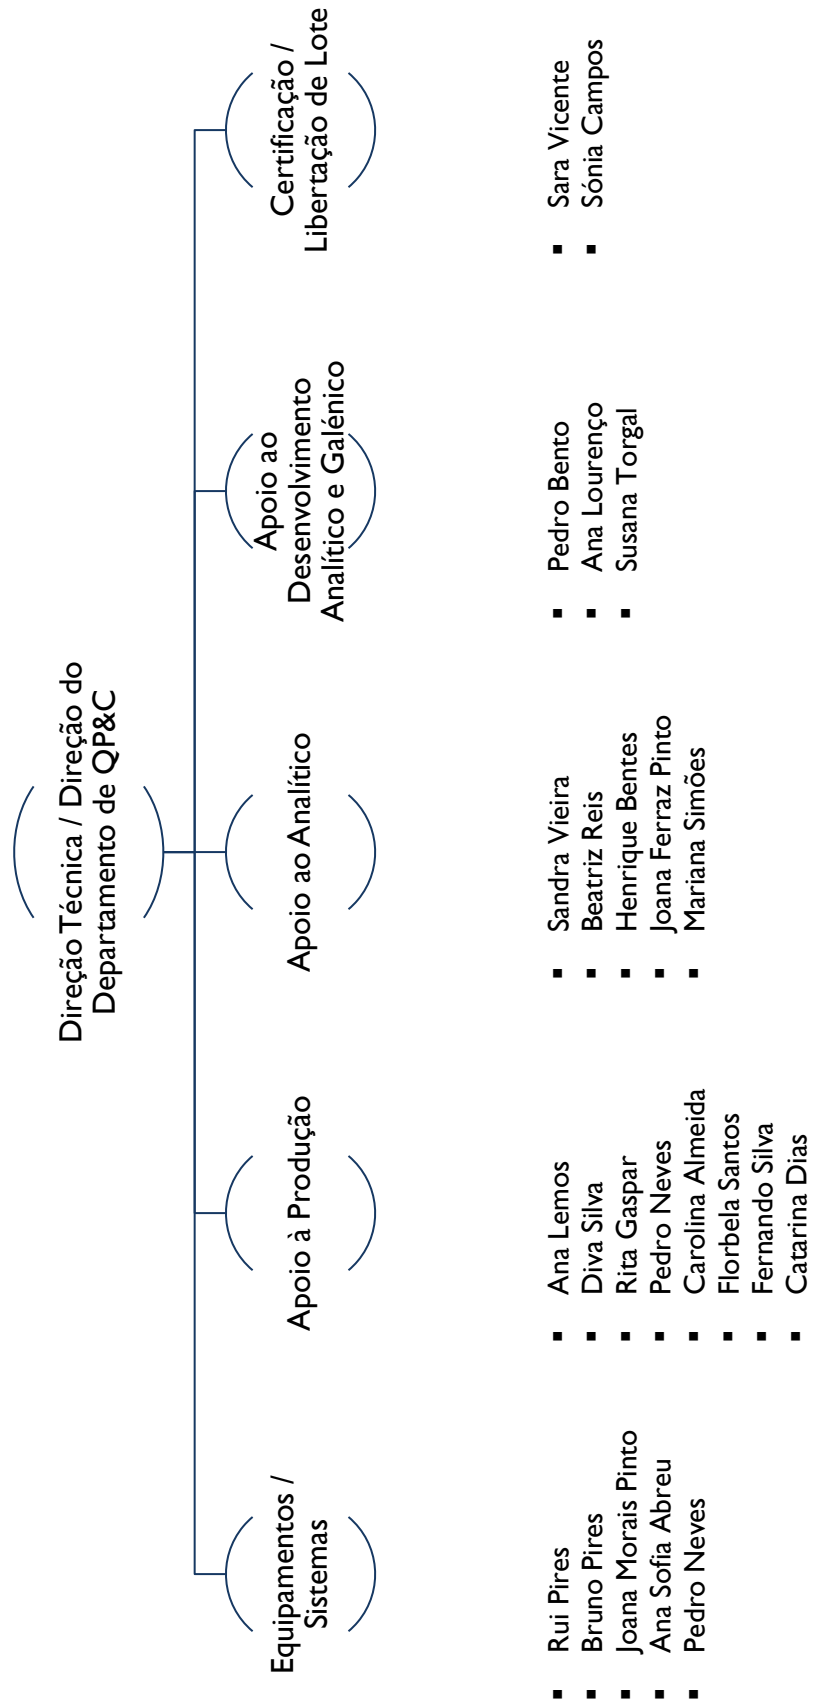 Direção Técnica / Direção do
Departamento de QP&C
Equipamentos /
Sistemas
Rui Pires
Bruno Pires
Joana Morais Pinto
Ana Sofia Abreu
Pedro Neves
Apoio à Produção
Ana Lemos
Diva Silva
Rita Gaspar
Pedro Neves
Carolina Almeida
Florbela Santos
Fernando Silva
Catarina Dias
Apoio ao Analítico
Sandra Vieira
Beatriz Reis
Henrique Bentes
Joana Ferraz Pinto
Mariana Simões
Apoio ao
Desenvolvimento
Analítico e Galénico
Pedro Bento
Ana Lourenço
Susana Torgal
Certificação /
Libertação de Lote
Sara Vicente
Sónia Campos